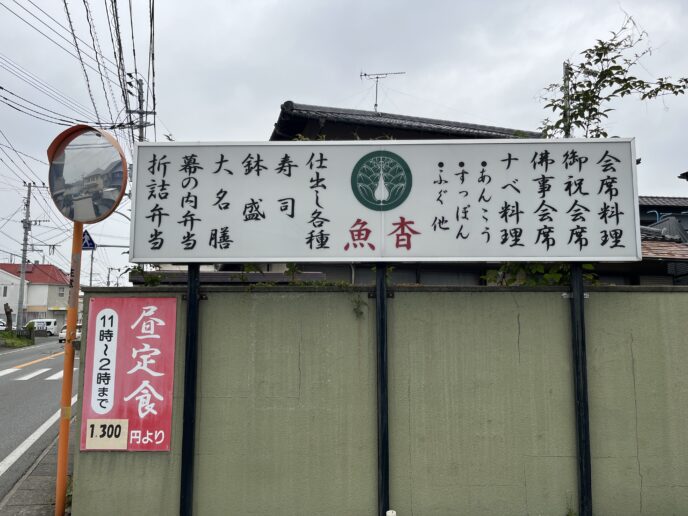 会席料理
御祝会席
佛事会席
ナベ料理
●あんこう
●すっぽん
●ふぐ他
魚杏
仕出し各種
寿司
鉢盛
大名膳
幕の内弁当
折詰弁当
昼定食
11時～2時まで
1.300円より